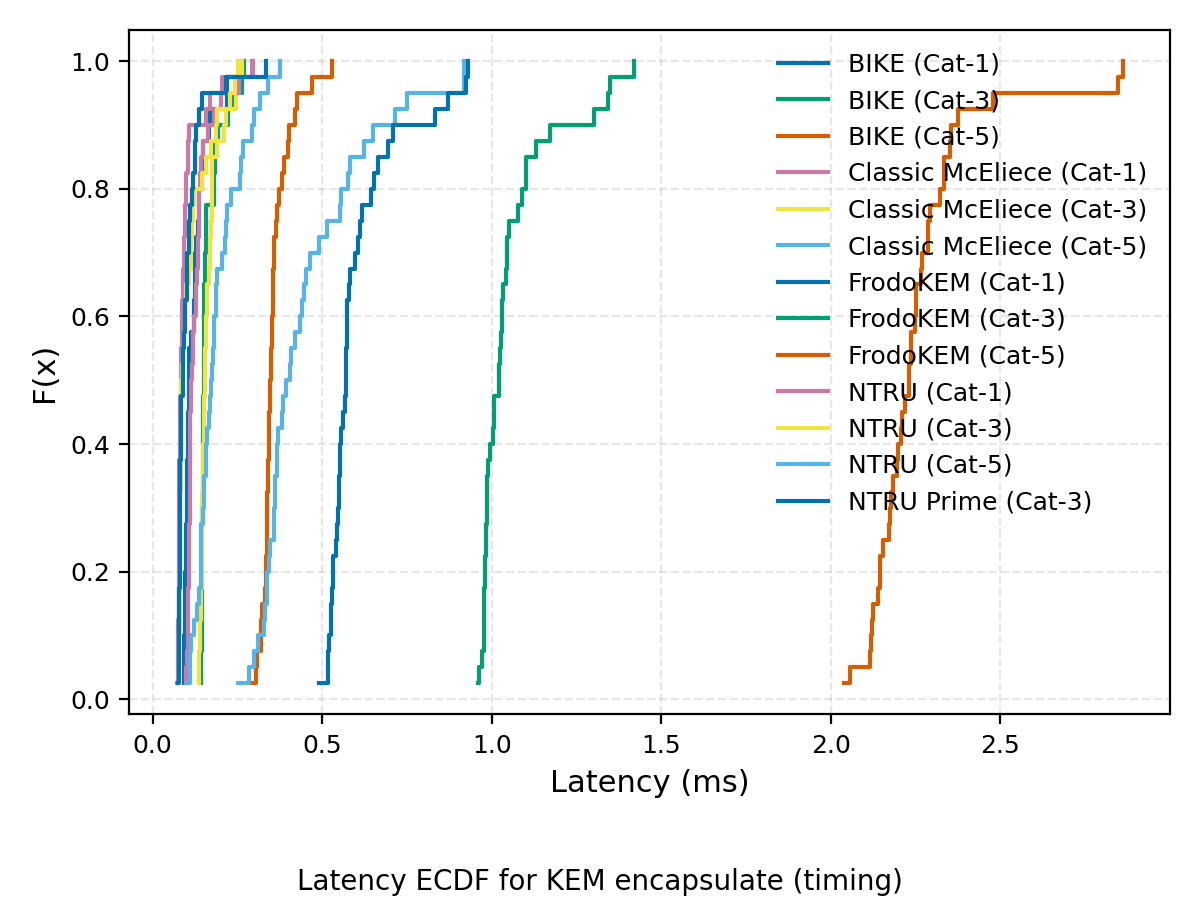 1.0
0.8
0.6
0.4
0.2
0.0
F(x)
0.0 0.5 1.0 1.5 2.0 2.5
Latency (ms)
BIKE (Cat-1)
BIKE (Cat-3)
BIKE (Cat-5)
Classic McEliece (Cat-1)
Classic McEliece (Cat-3)
Classic McEliece (Cat-5)
FrodoKEM (Cat-1)
FrodoKEM (Cat-3)
FrodoKEM (Cat-5)
NTRU (Cat-1)
NTRU (Cat-3)
NTRU (Cat-5)
NTRU Prime (Cat-3)
Latency ECDF for KEM encapsulate (timing)